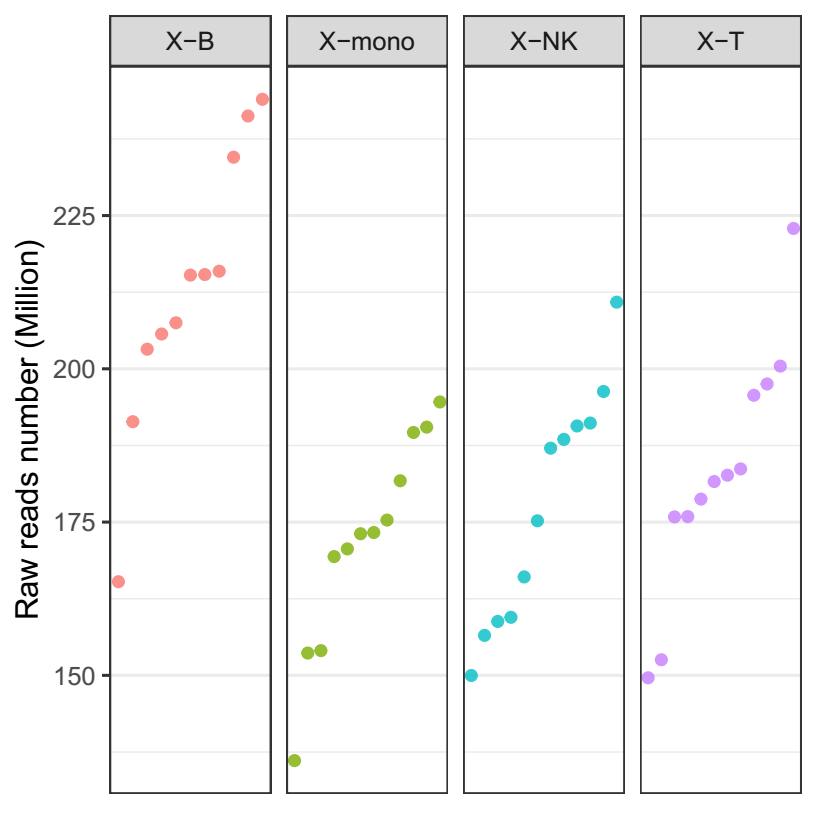 X−B
X−mono
X−NK
X−T
Raw reads number (Million)
225
200
175
150